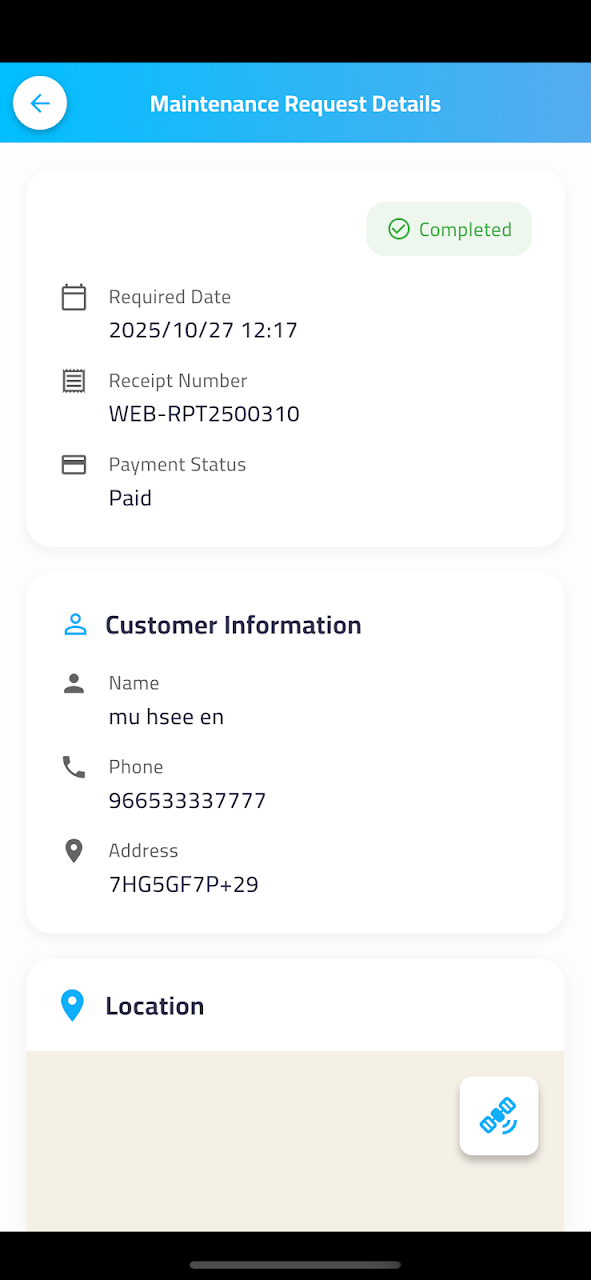 Maintenance Request Details
Completed
Required Date
2025/10/27 12:17
Receipt Number
WEB-RPT2500310
Payment Status
Paid
Customer Information
Name
mu hsee en
Phone
966533337777
Address
7HG5GF7P+29
Location